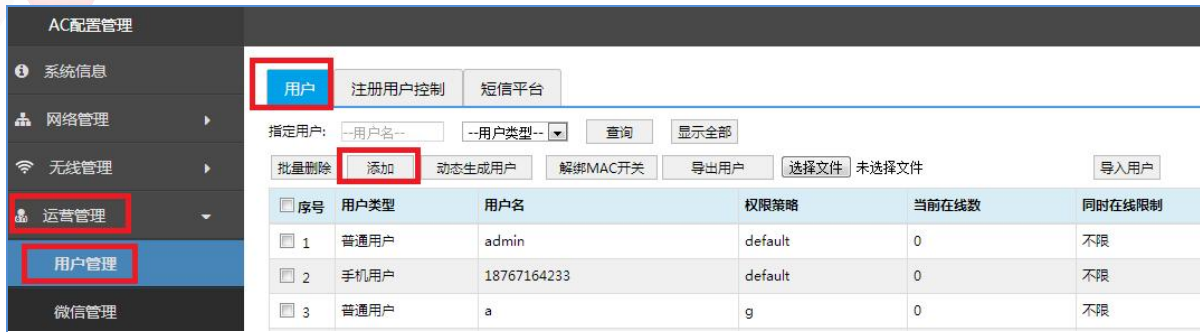 AC配置管理
系统信息
网络管理
无线管理
运营管理
用户管理
微信管理
用户 注册用户控制 短信平台
指定用户: --用户名-- --用户类型-- 查询 显示全部
批量删除 添加 动态生成用户 解绑MAC开关 导出用户 选择文件 未选择文件 导入用户
序号 用户类型 用户名 权限策略 当前在线数 同时在线限制
1 普通用户 admin default 0 不限
2 手机用户 18767164233 default 0 不限
3 普通用户 a g 0 不限